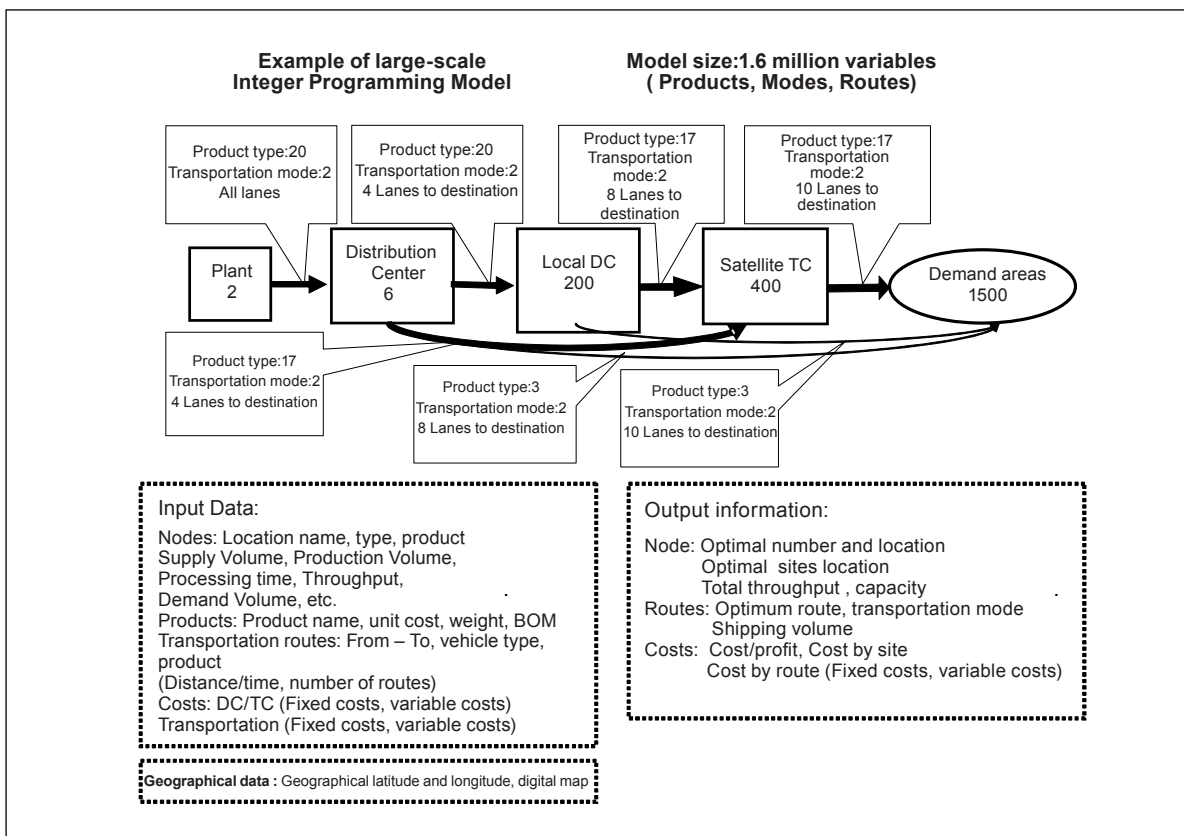 Example of large-scale
Integer Programming Model
Model size:1.6 million variables
( Products, Modes, Routes)
Product type:20
Transportation mode:2
All lanes
Product type:20
Transportation mode:2
4 Lanes to destination
Product type:17
Transportation
mode:2
8 Lanes to
destination
Product type:17
Transportation
mode:2
10 Lanes to
destination
Plant
2
Distribution
Center
6
Local DC
200
Satellite TC
400
Demand areas
1500
Product type:17
Transportation mode:2
4 Lanes to destination
Product type:3
Transportation mode:2
8 Lanes to destination
Product type:3
Transportation mode:2
10 Lanes to destination
Input Data:
Nodes: Location name, type, product
Supply Volume, Production Volume,
Processing time, Throughput,
Demand Volume, etc.
Products: Product name, unit cost, weight, BOM
Transportation routes: From – To, vehicle type,
product
(Distance/time, number of routes)
Costs: DC/TC (Fixed costs, variable costs)
Transportation (Fixed costs, variable costs)
Output information:
Node: Optimal number and location
Optimal sites location
Total throughput , capacity
Routes: Optimum route, transportation mode
Shipping volume
Costs: Cost/profit, Cost by site
Cost by route (Fixed costs, variable costs)
Geographical data : Geographical latitude and longitude, digital map